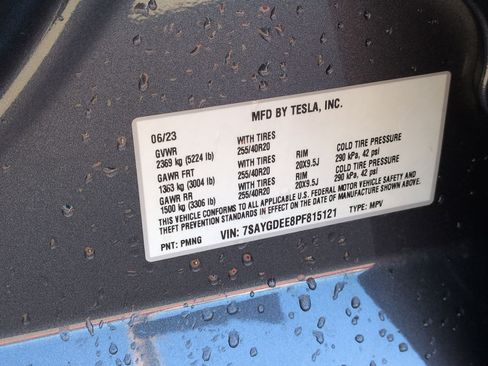 MFD BY TESLA, INC.
06/23
GVWR WITH TIRES RIM COLD TIRE PRESSURE
2369 kg (5224 lb) 255/40R20 20X9.5J 290 kPa, 42 psi
GAWR FRT WITH TIRES RIM COLD TIRE PRESSURE
1363 kg (3004 lb) 255/40R20 20X9.5J 290 kPa, 42 psi
GAWR RR WITH TIRES
1500 kg (3306 lb) 255/40R20
THIS VEHICLE CONFORMS TO ALL APPLICABLE U.S. FEDERAL MOTOR VEHICLE SAFETY AND
THEFT PREVENTION STANDARDS IN EFFECT ON THE DATE OF MANUFACTURE SHOWN ABOVE.
PNT: PMNG VIN: 7SAYGDEE8PF815121 TYPE: MPV